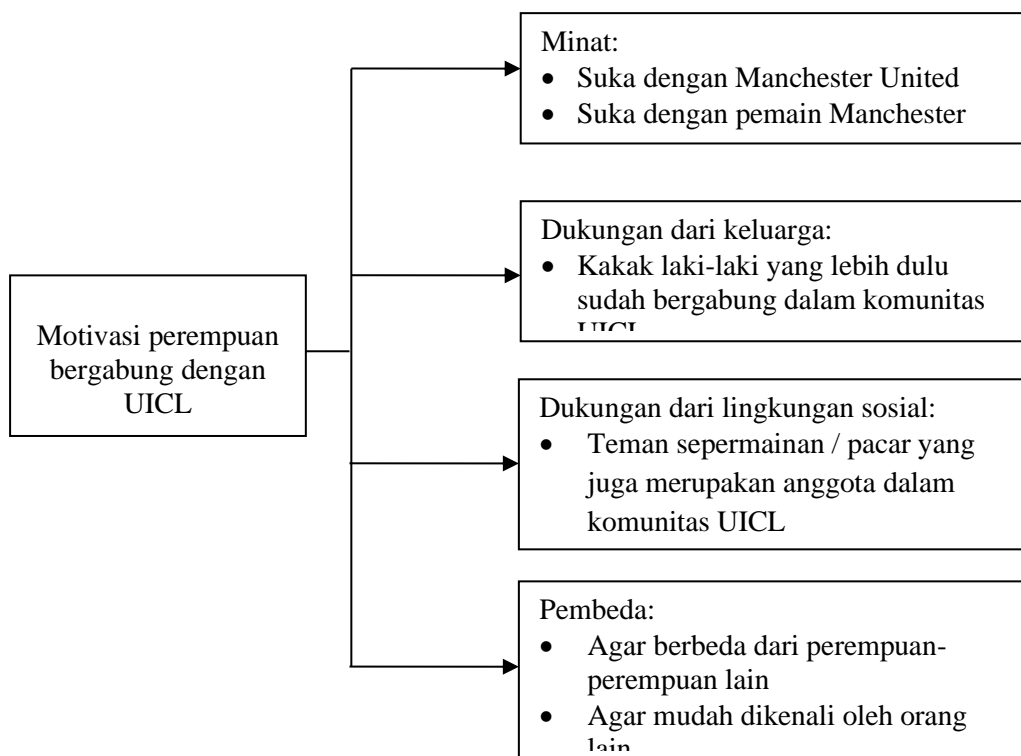 Minat:
• Suka dengan Manchester United
• Suka dengan pemain Manchester
Dukungan dari keluarga:
• Kakak laki-laki yang lebih dulu
sudah bergabung dalam komunitas
UICL
Motivasi perempuan
bergabung dengan
UICL
Dukungan dari lingkungan sosial:
• Teman sepermainan / pacar yang
juga merupakan anggota dalam
komunitas UICL
Pembeda:
• Agar berbeda dari perempuan-
perempuan lain
• Agar mudah dikenali oleh orang
lain